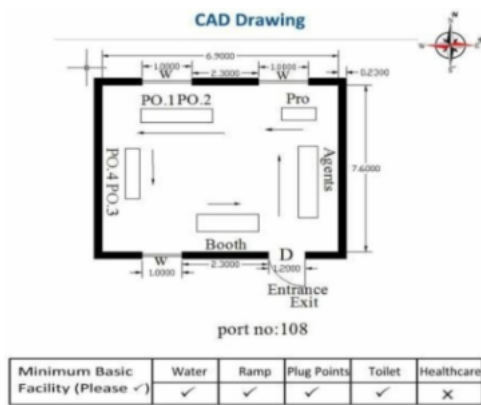 CAD Drawing
6.9000
1.0000
2.3000
1.0000
0.2300
W
W
PO.1 PO.2
Pro
PO.4 PO.3
Agents
7.6000
Booth
D
W
1.0000
2.3000
1.2000
Entrance
Exit
port no:108
Minimum Basic Facility (Please ✓) Water Ramp Plug Points Toilet Healthcare
✓ ✓ ✓ ✓ ✗